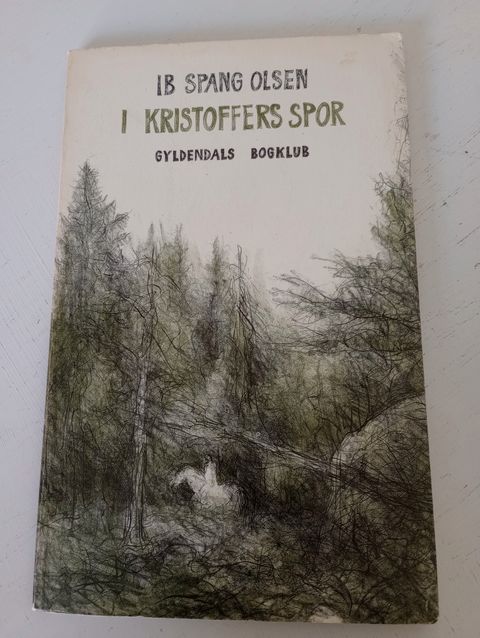 IB SPANG OLSEN
I KRISTOFFERS SPOR
GYLDENDALS BOGKLUB